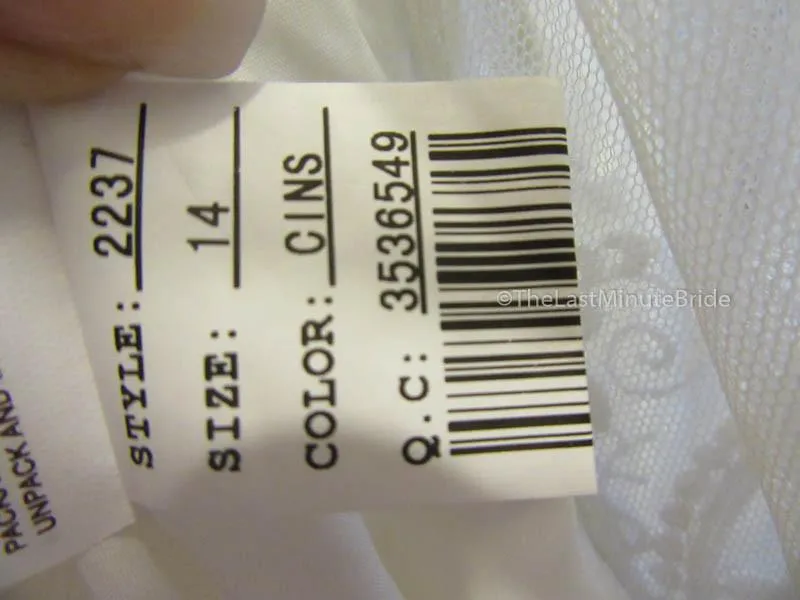 STYLE: 2237
SIZE: 14
COLOR: CINS
Q.C: 3536549
UNPACK AND
©TheLastMinuteBride